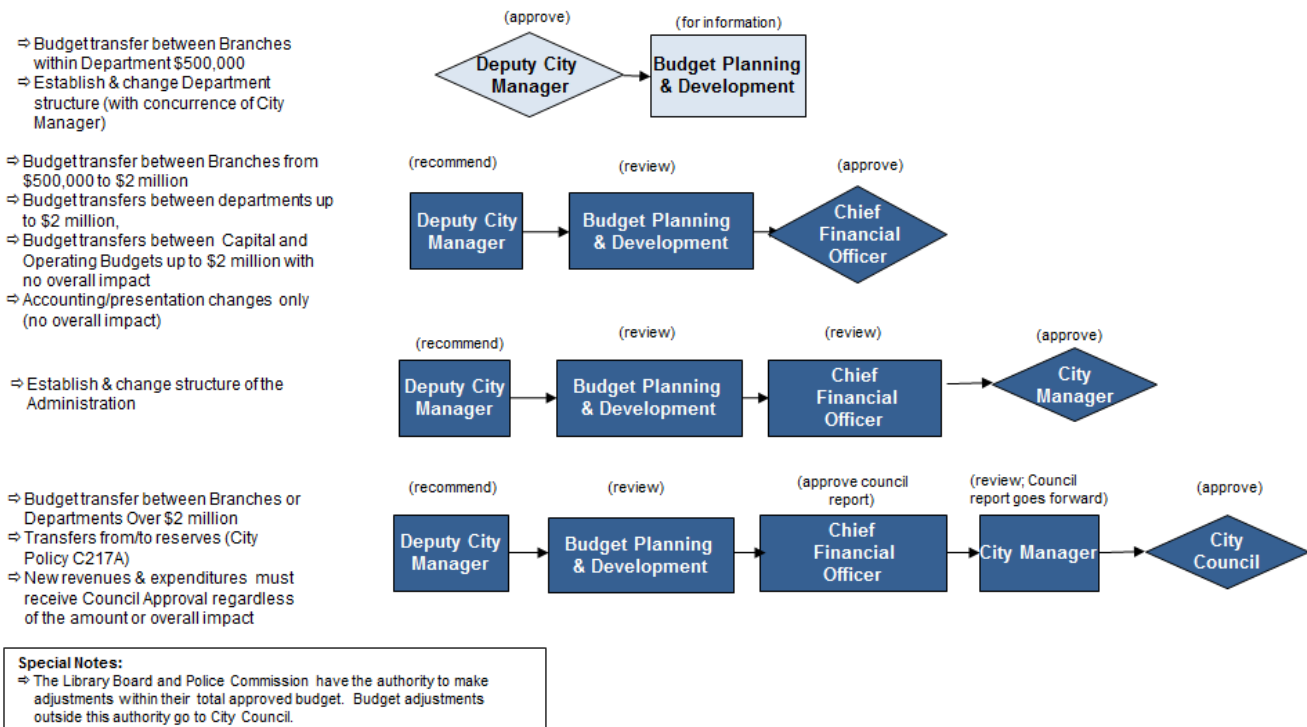 ⇨ Budget transfer between Branches
within Department $500,000
⇨ Establish & change Department
structure (with concurrence of City
Manager)
(approve)
Deputy City
Manager
(for information)
Budget Planning
& Development
⇨ Budget transfer between Branches from
$500,000 to $2 million
⇨ Budget transfers between departments up
to $2 million,
⇨ Budget transfers between Capital and
Operating Budgets up to $2 million with
no overall impact
⇨ Accounting/presentation changes only
(no overall impact)
(recommend)
Deputy City
Manager
(review)
Budget Planning
& Development
(approve)
Chief
Financial
Officer
⇨ Establish & change structure of the
Administration
(recommend)
Deputy City
Manager
(review)
Budget Planning
& Development
(review)
Chief
Financial
Officer
(approve)
City
Manager
⇨ Budget transfer between Branches or
Departments Over $2 million
⇨ Transfers from/to reserves (City
Policy C217A)
⇨ New revenues & expenditures must
receive Council Approval regardless
of the amount or overall impact
(recommend)
Deputy City
Manager
(review)
Budget Planning
& Development
(approve council
report)
Chief
Financial
Officer
(review; Council
report goes forward)
City Manager
(approve)
City
Council
Special Notes:
⇨ The Library Board and Police Commission have the authority to make
adjustments within their total approved budget. Budget adjustments
outside this authority go to City Council.